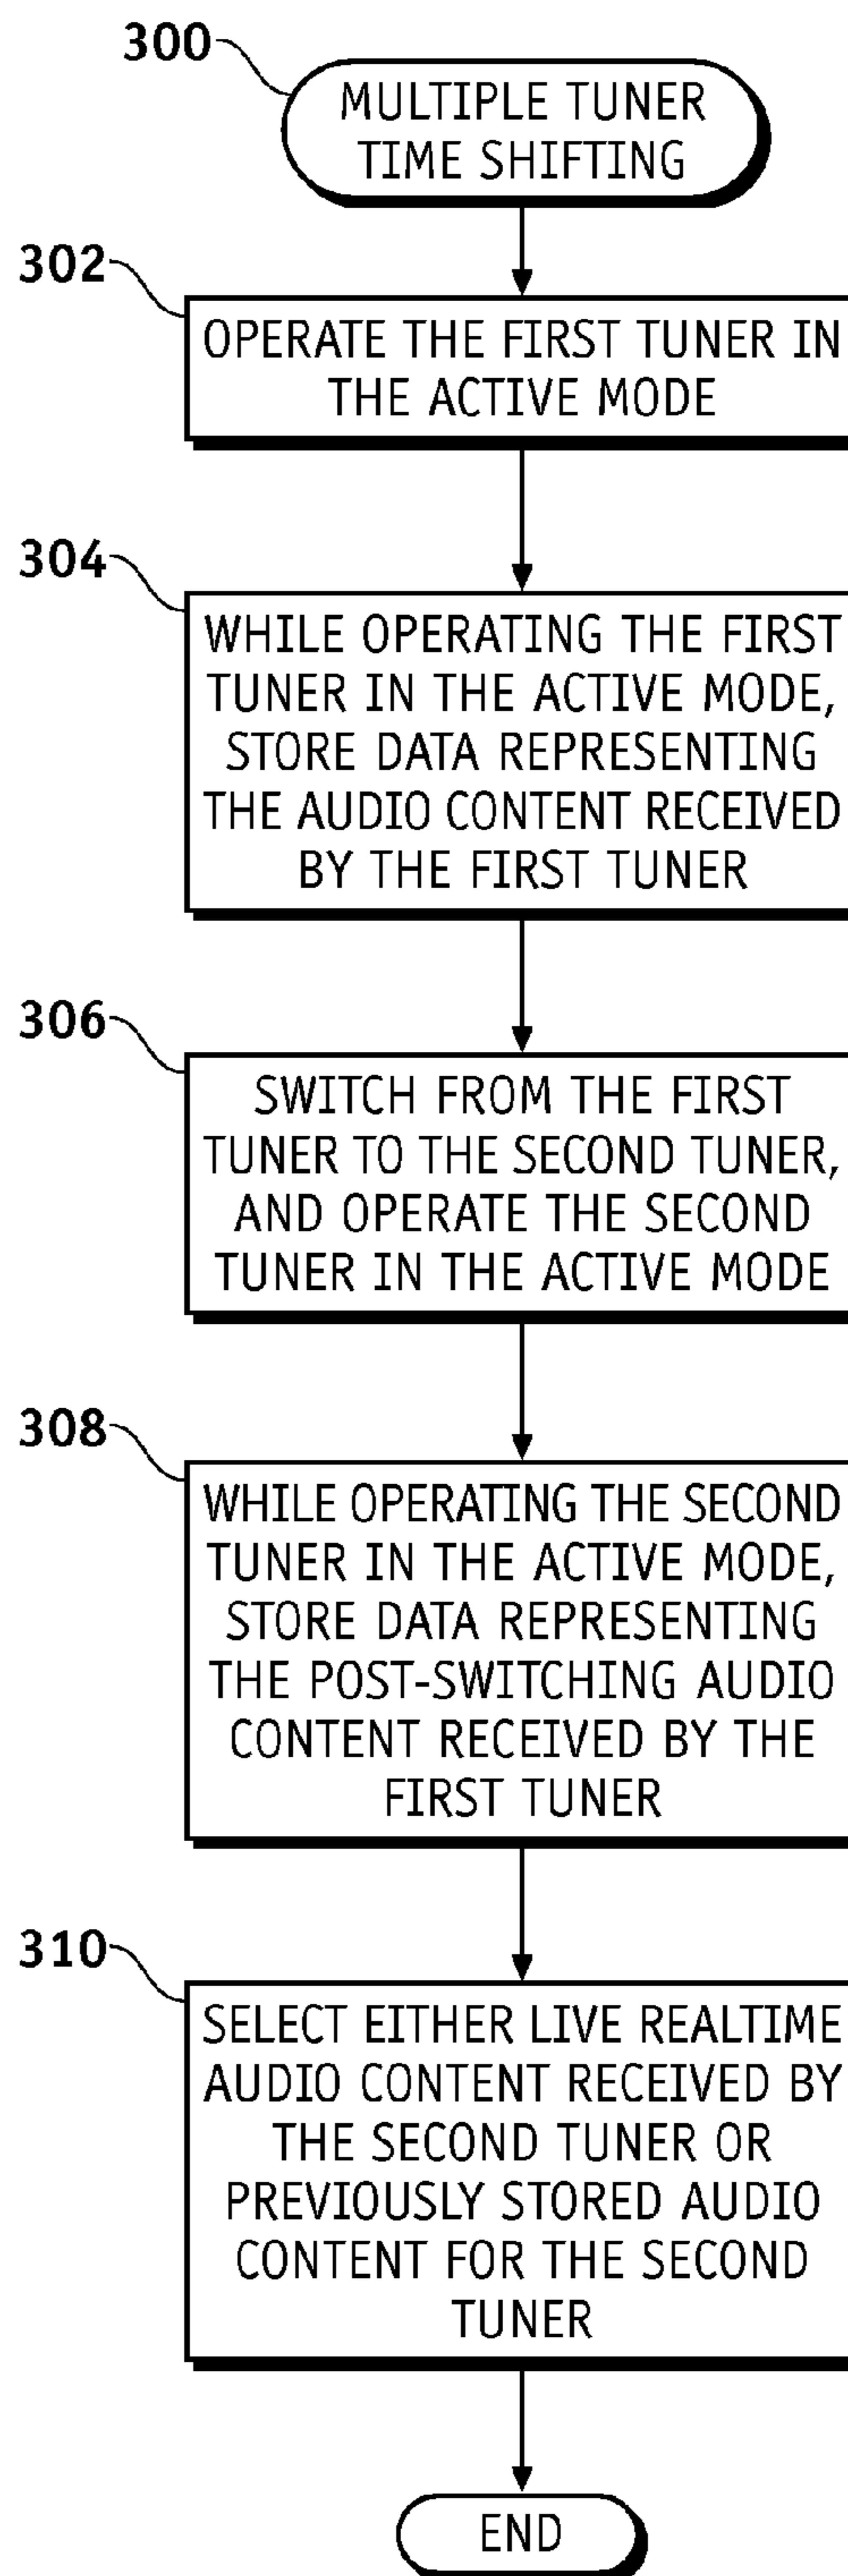 300
MULTIPLE TUNER
TIME SHIFTING
302
OPERATE THE FIRST TUNER IN
THE ACTIVE MODE
304
WHILE OPERATING THE FIRST
TUNER IN THE ACTIVE MODE,
STORE DATA REPRESENTING
THE AUDIO CONTENT RECEIVED
BY THE FIRST TUNER
306
SWITCH FROM THE FIRST
TUNER TO THE SECOND TUNER,
AND OPERATE THE SECOND
TUNER IN THE ACTIVE MODE
308
WHILE OPERATING THE SECOND
TUNER IN THE ACTIVE MODE,
STORE DATA REPRESENTING
THE POST-SWITCHING AUDIO
CONTENT RECEIVED BY THE
FIRST TUNER
310
SELECT EITHER LIVE REALTIME
AUDIO CONTENT RECEIVED BY
THE SECOND TUNER OR
PREVIOUSLY STORED AUDIO
CONTENT FOR THE SECOND
TUNER
END